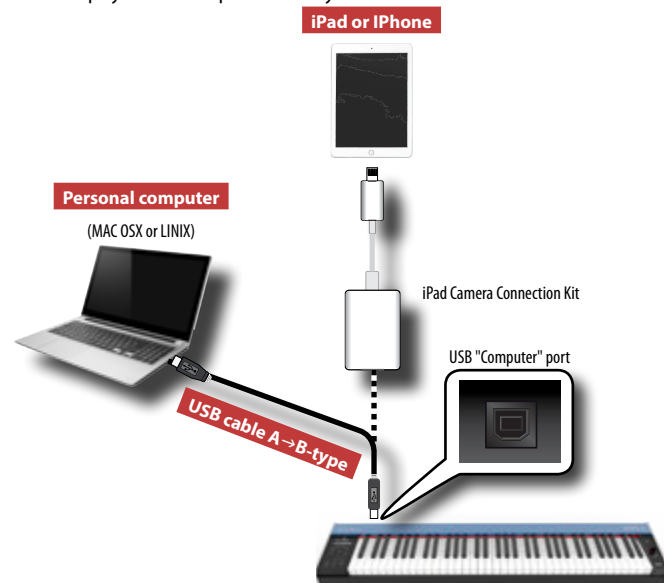 iPad or IPhone
Personal computer
(MAC OSX or LINIX)
iPad Camera Connection Kit
USB "Computer" port
USB cable A→B-type